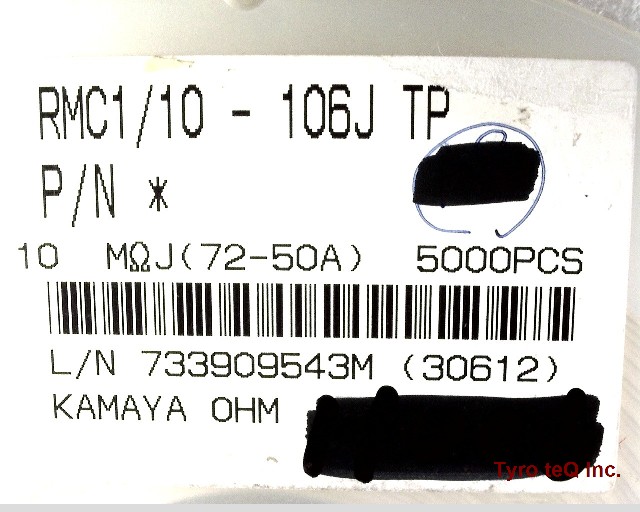 RMC1/10 - 106J TP
P/N *
10 MΩJ(72-50A) 5000PCS
L/N 733909543M (30612)
KAMAYA OHM
Tyro teQ Inc.